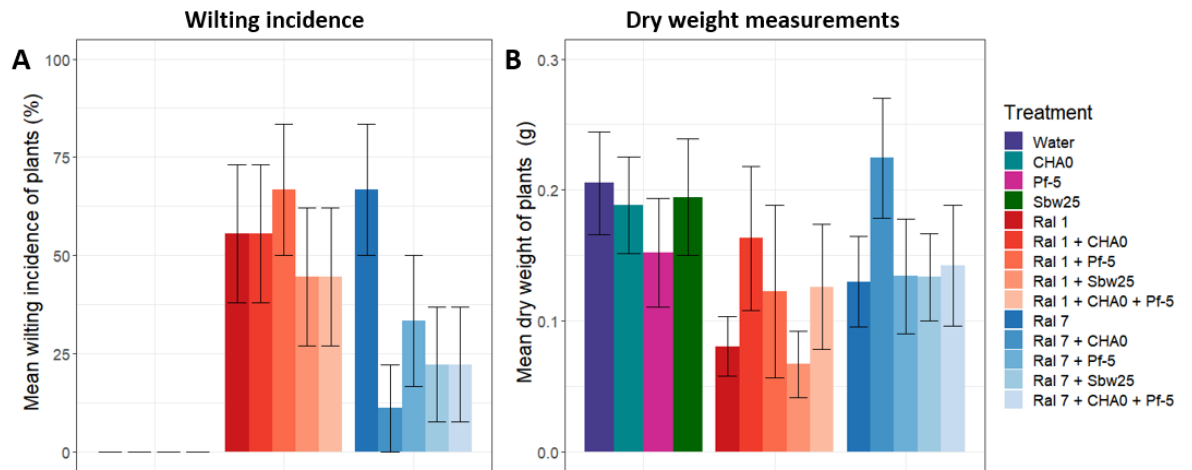 Wilting incidence
Dry weight measurements
A
B
Mean wilting incidence of plants (%)
100
75
50
25
0
Mean dry weight of plants (g)
0.3
0.2
0.1
0.0
Treatment
Water
CHA0
Pf-5
Sbw25
Ral 1
Ral 1 + CHA0
Ral 1 + Pf-5
Ral 1 + Sbw25
Ral 1 + CHA0 + Pf-5
Ral 7
Ral 7 + CHA0
Ral 7 + Pf-5
Ral 7 + Sbw25
Ral 7 + CHA0 + Pf-5